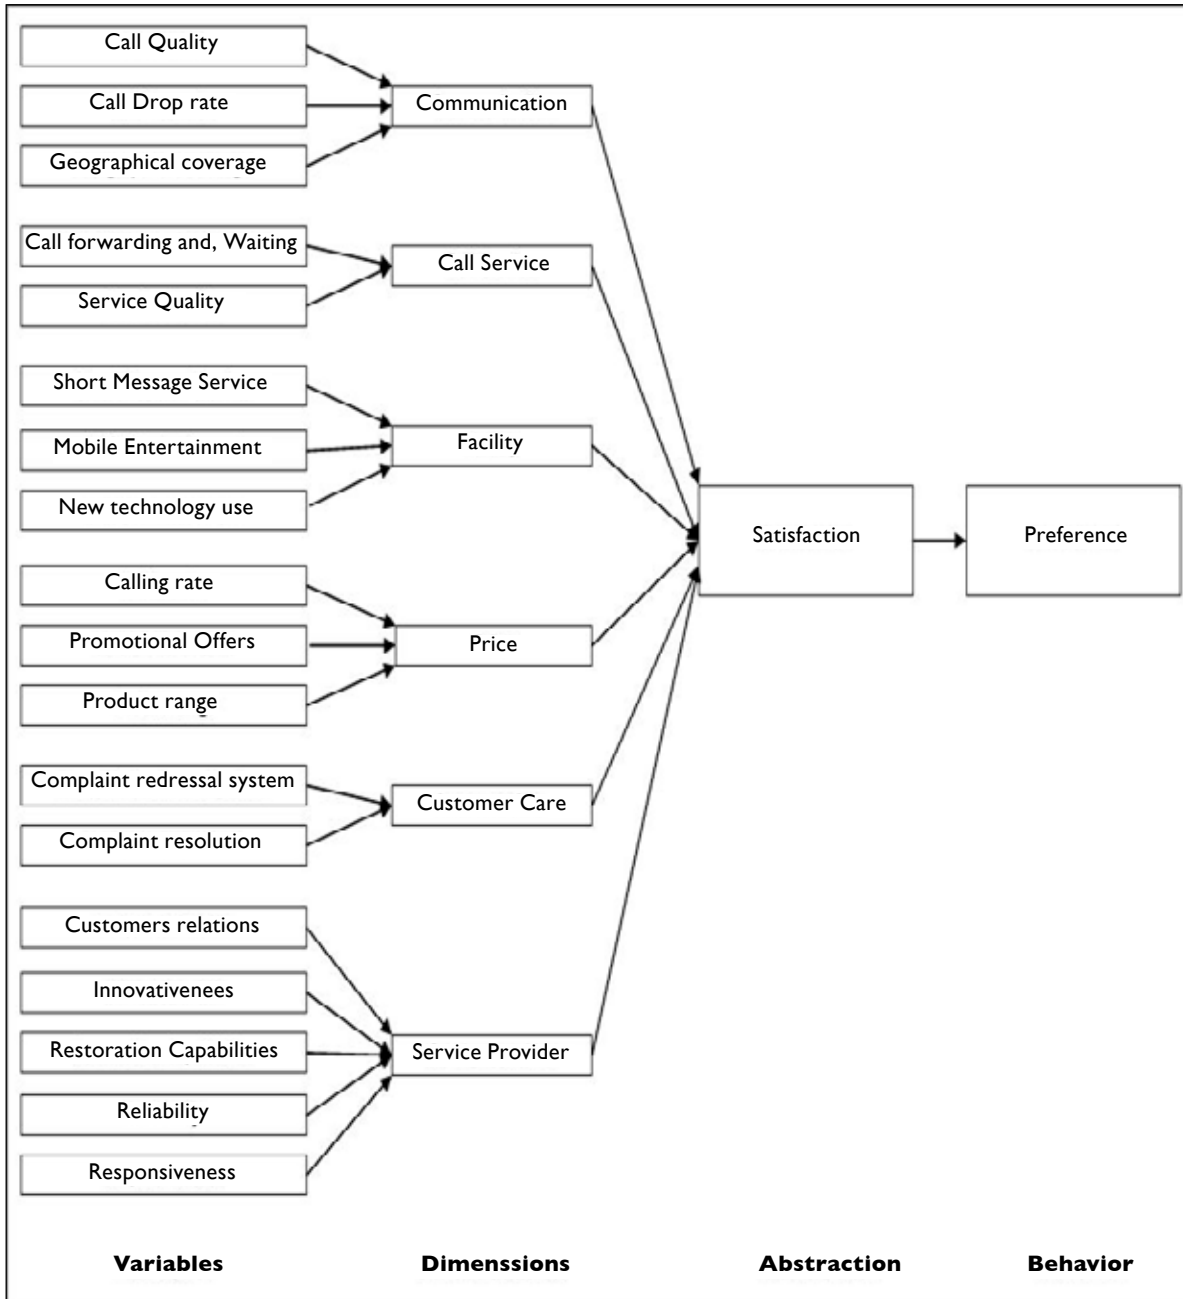 Call Quality
Call Drop rate
Communication
Geographical coverage
Call forwarding and, Waiting
Call Service
Service Quality
Short Message Service
Mobile Entertainment
Facility
New technology use
Satisfaction
Preference
Calling rate
Promotional Offers
Price
Product range
Complaint redressal system
Customer Care
Complaint resolution
Customers relations
Innovativenees
Restoration Capabilities
Service Provider
Reliability
Responsiveness
Variables
Dimenssions
Abstraction
Behavior